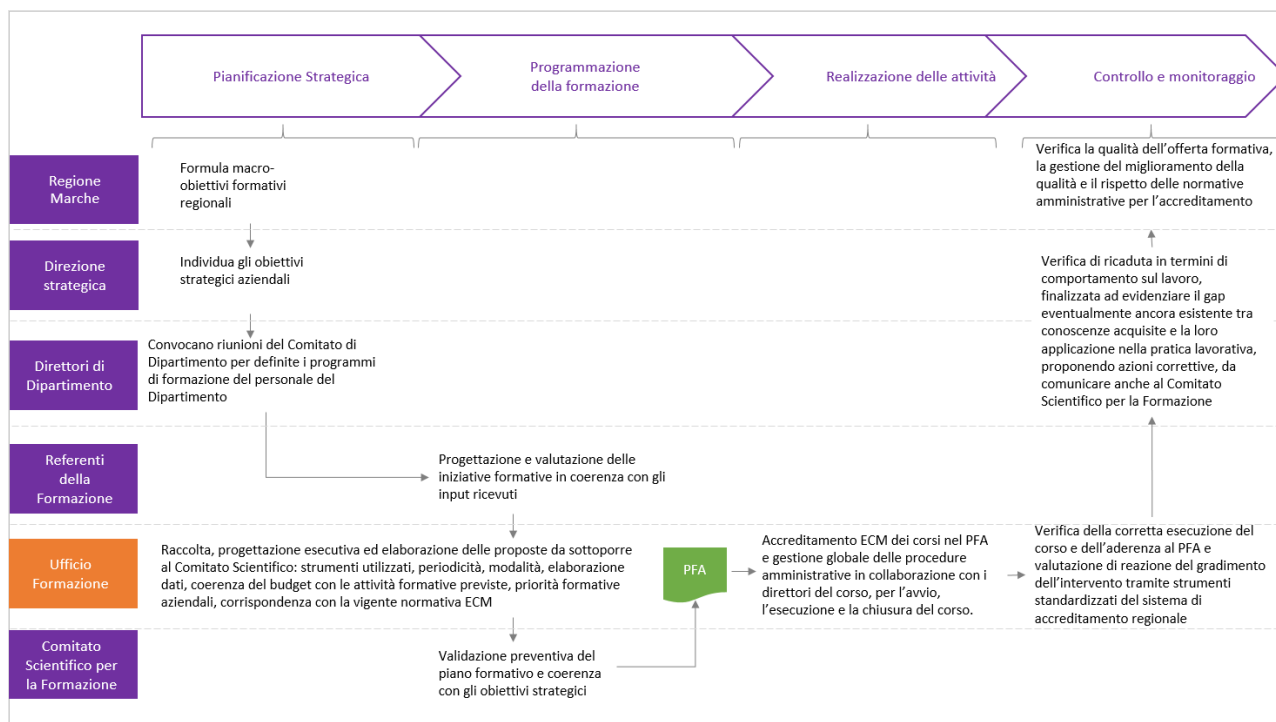 Pianificazione Strategica
Programmazione
della formazione
Realizzazione delle attività
Controllo e monitoraggio
Regione
Marche
Formula macro-
obiettivi formativi
regionali
Verifica la qualità dell'offerta formativa,
la gestione del miglioramento della
qualità e il rispetto delle normative
amministrative per l'accreditamento
Direzione
strategica
Individua gli obiettivi
strategici aziendali
Verifica di ricaduta in termini di
comportamento sul lavoro,
finalizzata ad evidenziare il gap
eventualmente ancora esistente tra
conoscenze acquisite e la loro
applicazione nella pratica lavorativa,
proponendo azioni correttive, da
comunicare anche al Comitato
Scientifico per la Formazione
Direttori di
Dipartimento
Convocano riunioni del Comitato di
Dipartimento per definite i programmi
di formazione del personale del
Dipartimento
Referenti
della
Formazione
Progettazione e valutazione delle
iniziative formative in coerenza con gli
input ricevuti
Ufficio
Formazione
Raccolta, progettazione esecutiva ed elaborazione delle proposte da sottoporre
al Comitato Scientifico: strumenti utilizzati, periodicità, modalità, elaborazione
dati, coerenza del budget con le attività formative previste, priorità formative
aziendali, corrispondenza con la vigente normativa ECM
PFA
Accreditamento ECM dei corsi nel PFA
e gestione globale delle procedure
amministrative in collaborazione con i
direttori del corso, per l'avvio,
l'esecuzione e la chiusura del corso.
Verifica della corretta esecuzione del
corso e dell'aderenza al PFA e
valutazione di reazione del gradimento
dell'intervento tramite strumenti
standardizzati del sistema di
accreditamento regionale
Comitato
Scientifico per
la Formazione
Validazione preventiva del
piano formativo e coerenza
con gli obiettivi strategici